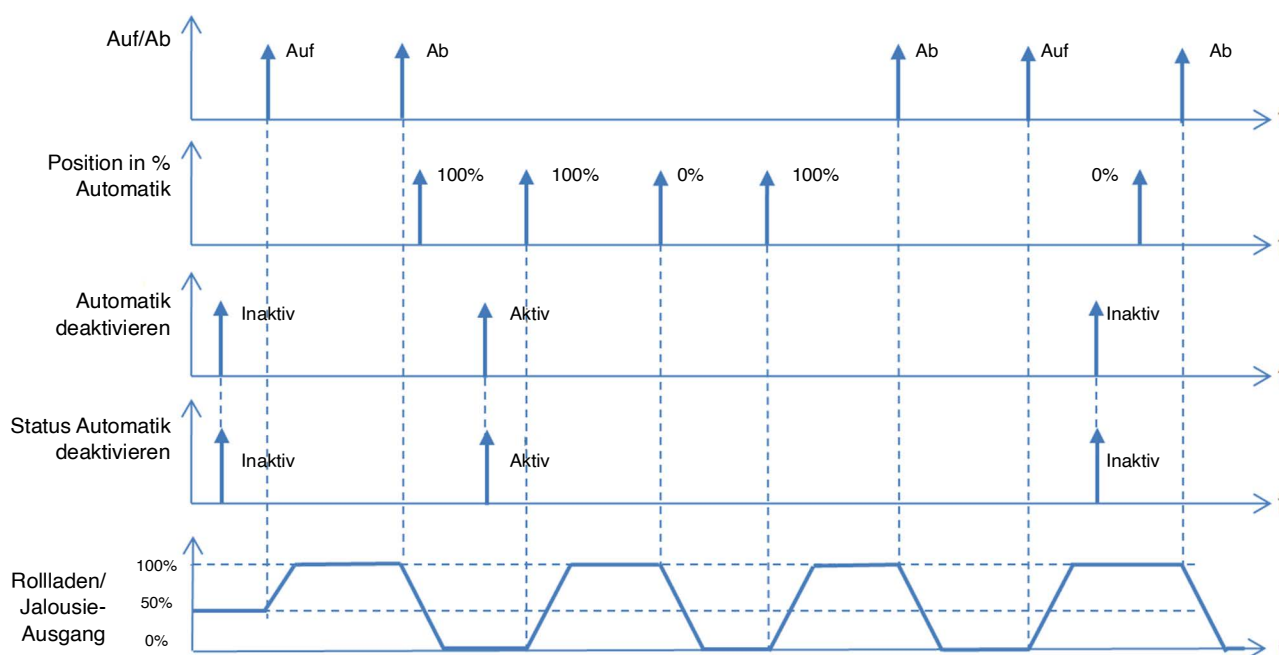 Auf/Ab
Auf
Ab
Ab
Auf
Ab
Position in %
Automatik
100%
100%
0%
100%
0%
Automatik
deaktivieren
Inaktiv
Aktiv
Inaktiv
Status Automatik
deaktivieren
Inaktiv
Aktiv
Inaktiv
Rollladen/
Jalousie-
Ausgang
100%
50%
0%